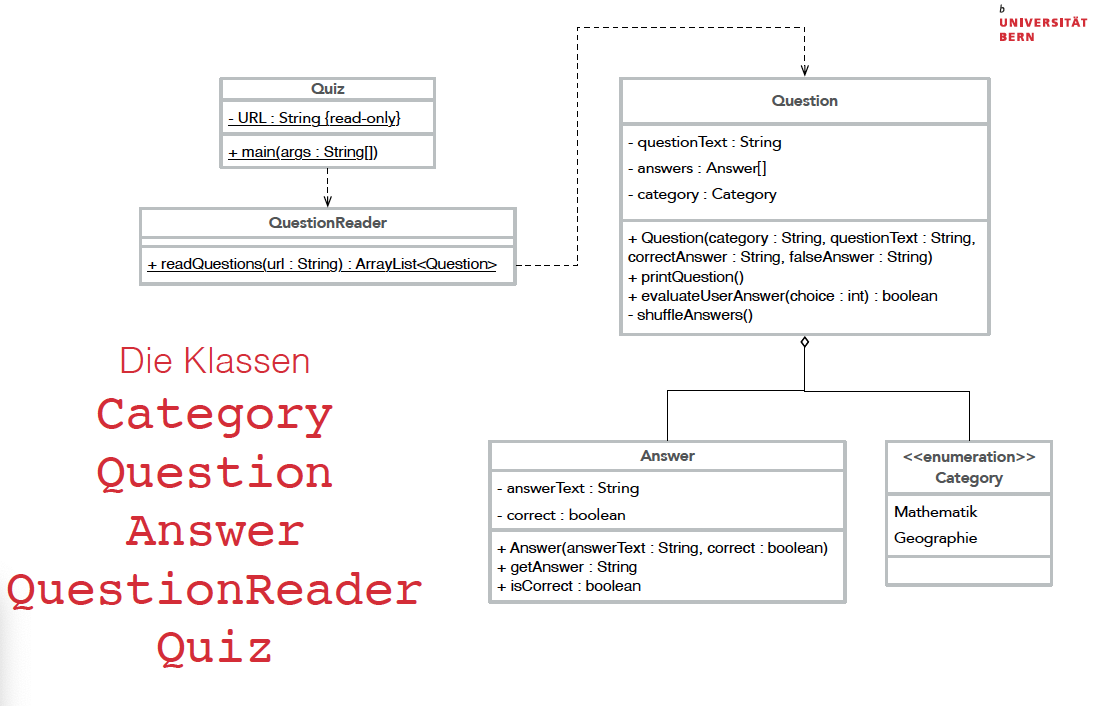 b
UNIVERSITÄT
BERN
Quiz
- URL : String {read-only}
+ main(args : String[])
QuestionReader
+ readQuestions(url : String) : ArrayList<Question>
Question
- questionText : String
- answers : Answer[]
- category : Category
+ Question(category : String, questionText : String,
correctAnswer : String, falseAnswer : String)
+ printQuestion()
+ evaluateUserAnswer(choice : int) : boolean
- shuffleAnswers()
Die Klassen
Category
Question
Answer
QuestionReader
Quiz
Answer
- answerText : String
- correct : boolean
+ Answer(answerText : String, correct : boolean)
+ getAnswer : String
+ isCorrect : boolean
<<enumeration>>
Category
Mathematik
Geographie